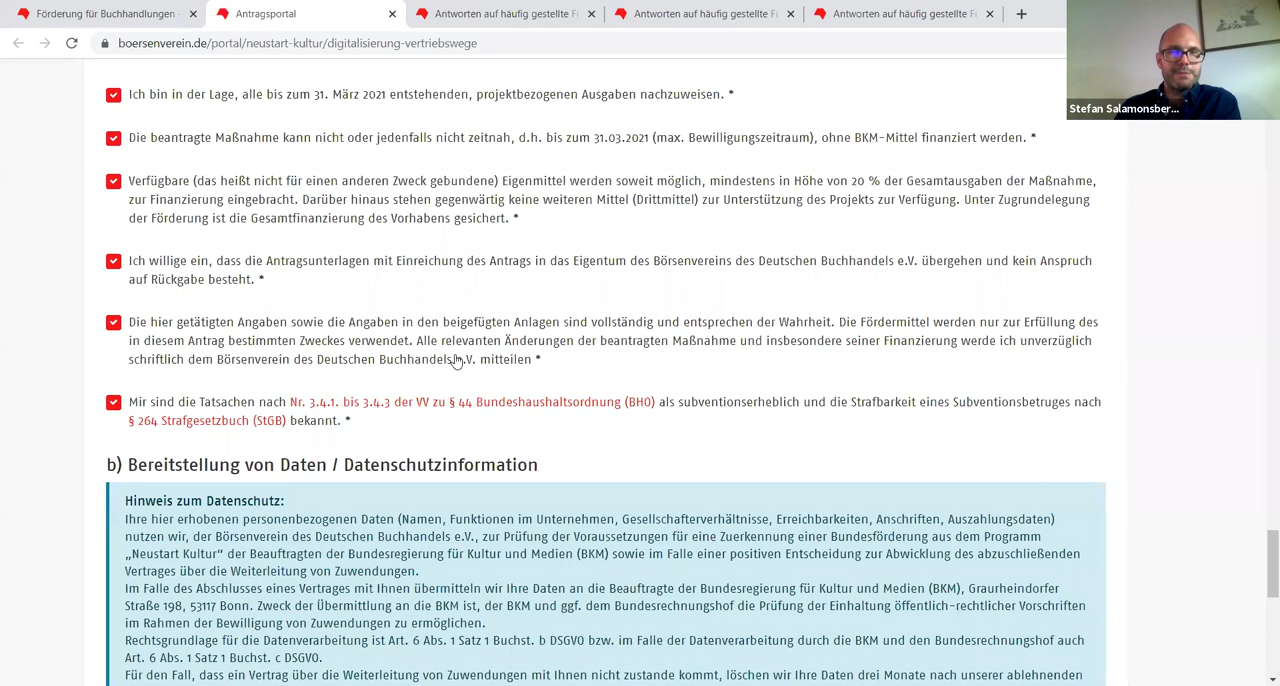 Förderung für Buchhandlungen
Antragsportal
Antworten auf häufig gestellte Fr
Antworten auf häufig gestellte Fr
Antworten auf häufig gestellte Fr
boersenverein.de/portal/neustart-kultur/digitalisierung-vertriebswege
Stefan Salamonsber...
Ich bin in der Lage, alle bis zum 31. März 2021 entstehenden, projektbezogenen Ausgaben nachzuweisen. *
Die beantragte Maßnahme kann nicht oder jedenfalls nicht zeitnah, d.h. bis zum 31.03.2021 (max. Bewilligungszeitraum), ohne BKM-Mittel finanziert werden. *
Verfügbare (das heißt nicht für einen anderen Zweck gebundene) Eigenmittel werden soweit möglich, mindestens in Höhe von 20 % der Gesamtausgaben der Maßnahme,
zur Finanzierung eingebracht. Darüber hinaus stehen gegenwärtig keine weiteren Mittel (Drittmittel) zur Unterstützung des Projekts zur Verfügung. Unter Zugrundelegung
der Förderung ist die Gesamtfinanzierung des Vorhabens gesichert. *
Ich willige ein, dass die Antragsunterlagen mit Einreichung des Antrags in das Eigentum des Börsenvereins des Deutschen Buchhandels e.V. übergehen und kein Anspruch
auf Rückgabe besteht. *
Die hier getätigten Angaben sowie die Angaben in den beigefügten Anlagen sind vollständig und entsprechen der Wahrheit. Die Fördermittel werden nur zur Erfüllung des
in diesem Antrag bestimmten Zweckes verwendet. Alle relevanten Änderungen der beantragten Maßnahme und insbesondere seiner Finanzierung werde ich unverzüglich
schriftlich dem Börsenverein des Deutschen Buchhandels e.V. mitteilen *
Mir sind die Tatsachen nach Nr. 3.4.1. bis 3.4.3 der VV zu § 44 Bundeshaushaltsordnung (BHO) als subventionserheblich und die Strafbarkeit eines Subventionsbetruges nach
§ 264 Strafgesetzbuch (StGB) bekannt. *
b) Bereitstellung von Daten / Datenschutzinformation
Hinweis zum Datenschutz:
Ihre hier erhobenen personenbezogenen Daten (Namen, Funktionen im Unternehmen, Gesellschafterverhältnisse, Erreichbarkeiten, Anschriften, Auszahlungsdaten)
nutzen wir, der Börsenverein des Deutschen Buchhandels e.V., zur Prüfung der Voraussetzungen für eine Zuerkennung einer Bundesförderung aus dem Programm
„Neustart Kultur“ der Beauftragten der Bundesregierung für Kultur und Medien (BKM) sowie im Falle einer positiven Entscheidung zur Abwicklung des abzuschließenden
Vertrages über die Weiterleitung von Zuwendungen.
Im Falle des Abschlusses eines Vertrages mit Ihnen übermitteln wir Ihre Daten an die Beauftragte der Bundesregierung für Kultur und Medien (BKM), Graurheindorfer
Straße 198, 53117 Bonn. Zweck der Übermittlung an die BKM ist, der BKM und ggf. dem Bundesrechnungshof die Prüfung der Einhaltung öffentlich-rechtlicher Vorschriften
im Rahmen der Bewilligung von Zuwendungen zu ermöglichen.
Rechtsgrundlage für die Datenverarbeitung ist Art. 6 Abs. 1 Satz 1 Buchst. b DSGVO bzw. im Falle der Datenverarbeitung durch die BKM und den Bundesrechnungshof auch
Art. 6 Abs. 1 Satz 1 Buchst. c DSGVO.
Für den Fall, dass ein Vertrag über die Weiterleitung von Zuwendungen mit Ihnen nicht zustande kommt, löschen wir Ihre Daten drei Monate nach unserer ablehnenden